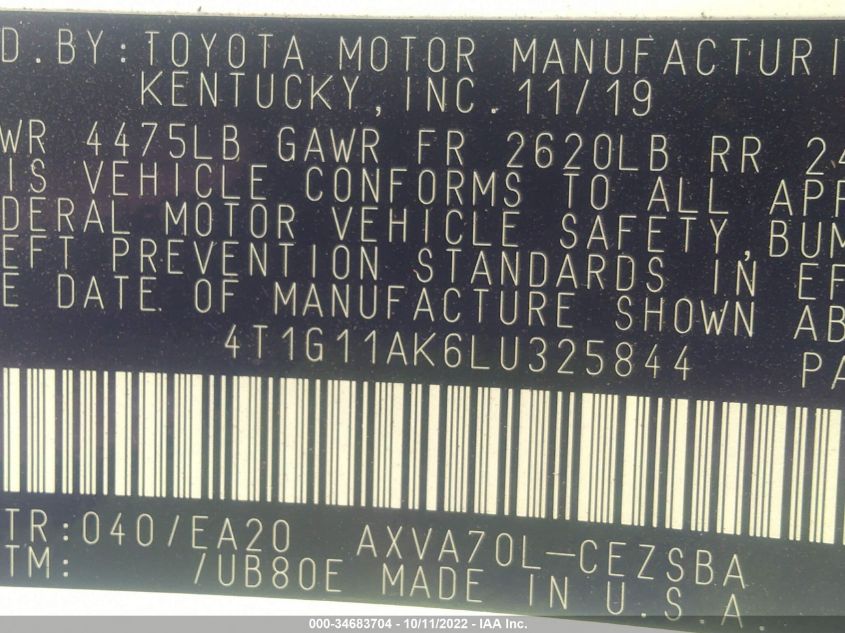 D.BY:TOYOTA MOTOR MANUFACTURI
KENTUCKY,INC. 11/19
WR 4475LB GAWR FR 2620LB RR 24
IS VEHICLE CONFORMS TO ALL APP
DERAL MOTOR VEHICLE SAFETY,BUM
EFT PREVENTION STANDARDS IN EF
E DATE OF MANUFACTURE SHOWN AB
4T1G11AK6LU325844 PA
TR:040/EA20 AXVA70L-CEZSBA
TM: /UB80E MADE IN U.S.A.
000-34683704 - 10/11/2022 - IAA Inc.